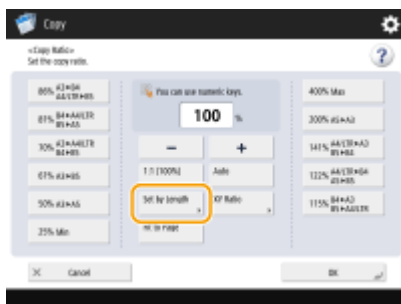 Copy
<Copy Ratio>
Set the copy ratio.
86% A3➔B4
A4/LTR➔B5
You can use numeric keys.
400% Max
100 %
81% B4➔A4/LTR
B5➔A5
200% A5➔A3
70% A3➔A4/LTR
B4➔B5
−
+
141% A4/LTR➔A3
B5➔B4
67% A3➔B5
1:1 (100%)
Auto
122% A4/LTR➔B4
A5➔B5
50% A3➔A5
Set by Length
XY Ratio
115% B4➔A3
B5➔A4/LTR
25% Min
Fit to Page
Cancel
OK